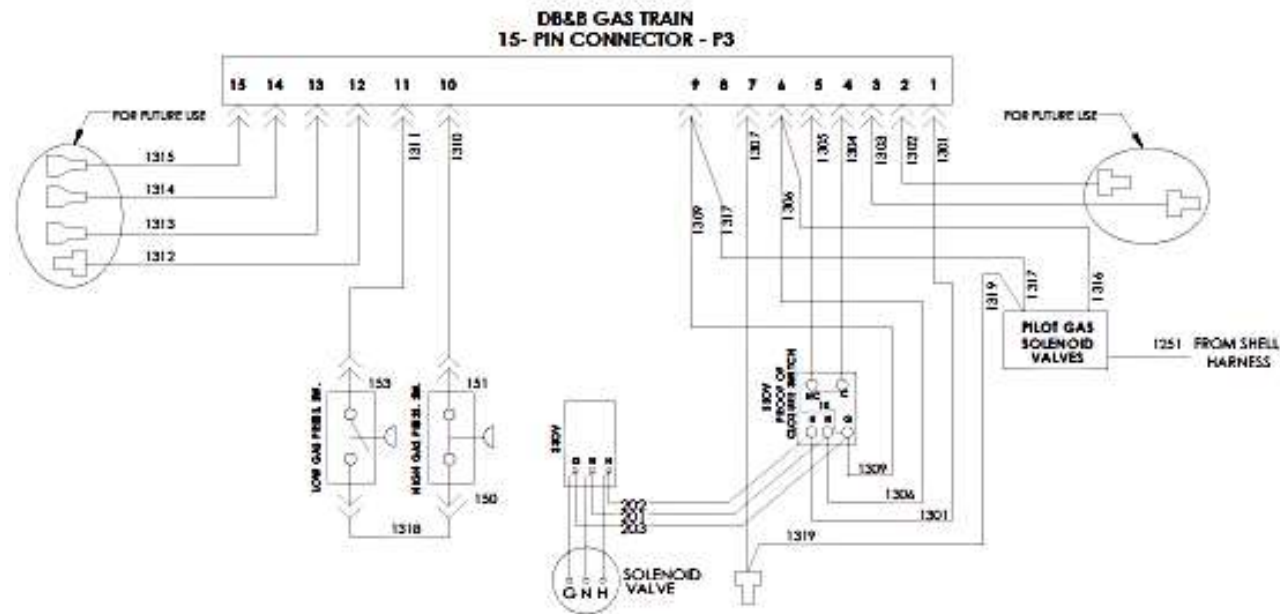 DB&B GAS TRAIN
15- PIN CONNECTOR - P3
15 14 13 12 11 10 9 8 7 6 5 4 3 2 1
FOR FUTURE USE
FOR FUTURE USE
1315
1314
1313
1312
1311
1310
1309
1317
1307
1306
1305
1304
1303
1302
1301
1319
1317
1316
PILOT GAS
SOLENOID
VALVES
1251 FROM SHELL
HARNESS
LOW GAS PRESS. SW.
153
HIGH GAS PRESS. SW.
151
150
1318
SSOV
PROOF OF
CLOSURE SWITCH
SSOV
1309
1306
1301
202
201
203
1319
SOLENOID
VALVE
G N H